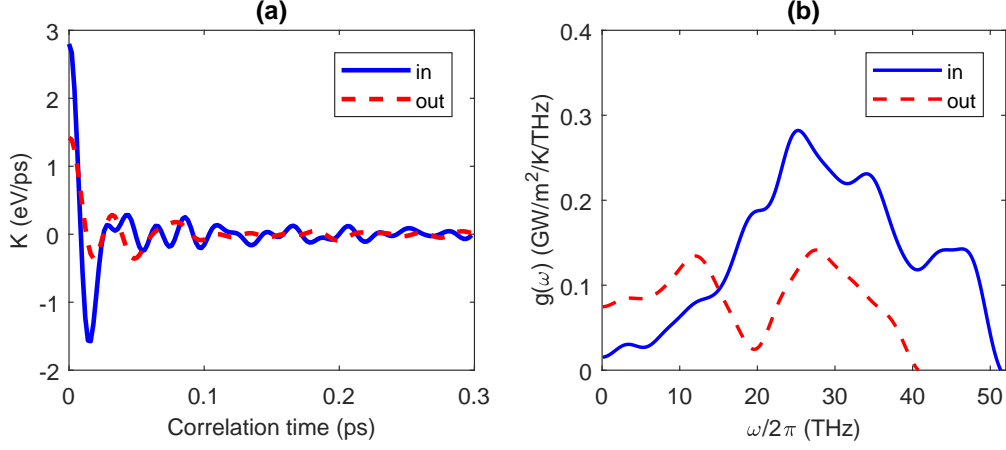 (a)
3
2
1
0
-1
-2
K (eV/ps)
0
0.1
0.2
0.3
Correlation time (ps)
in
out
(b)
0.4
0.3
0.2
0.1
0
g(ω) (GW/m²/K/THz)
0
10
20
30
40
50
ω/2π (THz)
in
out